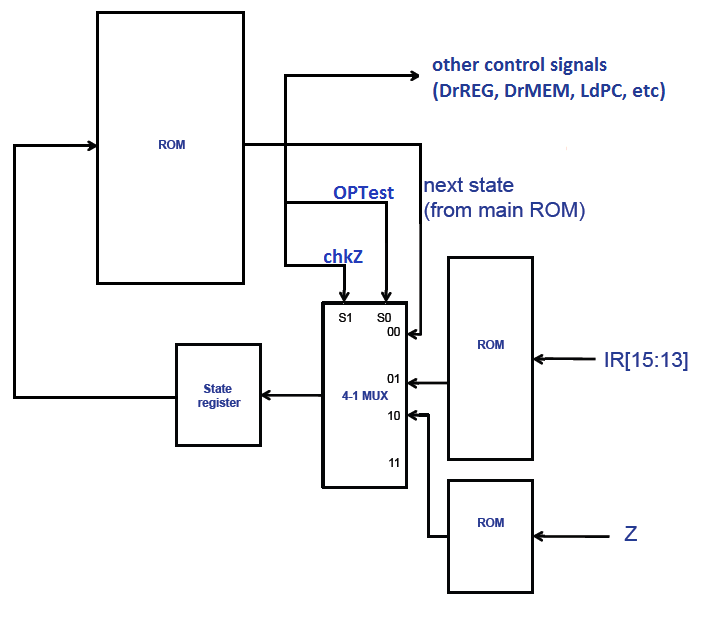 other control signals
(DrREG, DrMEM, LdPC, etc)
ROM
next state
(from main ROM)
OPTest
chkZ
S1 S0
00
ROM
IR[15:13]
01
State
register
4-1 MUX
10
11
ROM
Z